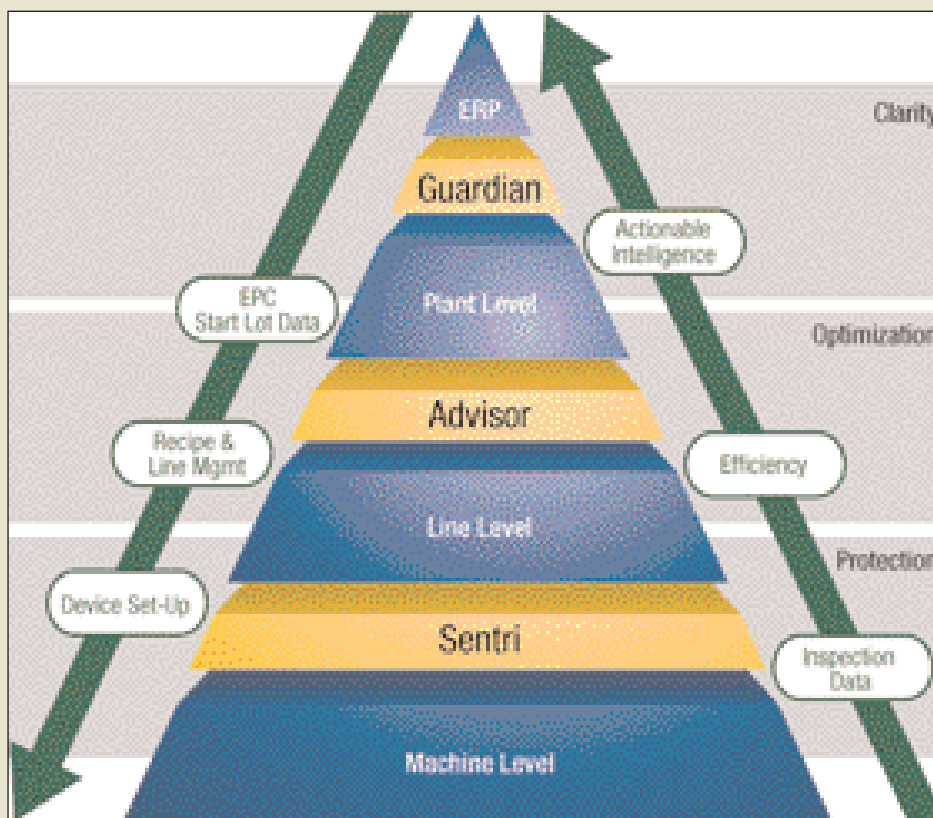 ERP
Clarity
Guardian
Actionable
Intelligence
EPC
Start Lot Data
Plant Level
Optimization
Advisor
Recipe &
Line Mgmt
Efficiency
Line Level
Protection
Device Set-Up
Sentri
Inspection
Data
Machine Level